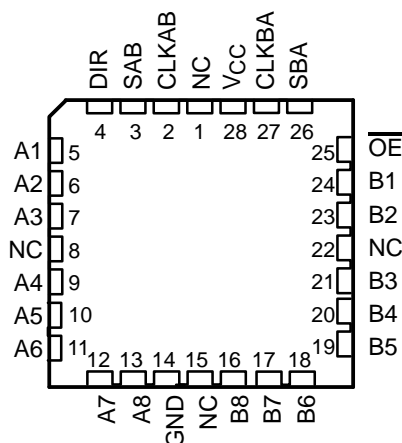 DIR SAB CLKAB NC VCC CLKBA SBA
4 3 2 1 28 27 26
A1 5 25 OE
A2 6 24 B1
A3 7 23 B2
NC 8 22 NC
A4 9 21 B3
A5 10 20 B4
A6 11 19 B5
12 13 14 15 16 17 18
A7 A8 GND NC B8 B7 B6